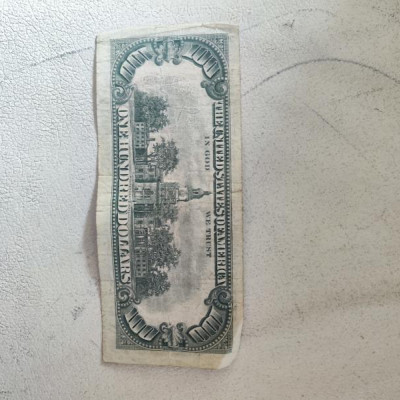 THE UNITED STATES OF AMERICA
IN GOD WE TRUST
ONE HUNDRED DOLLARS